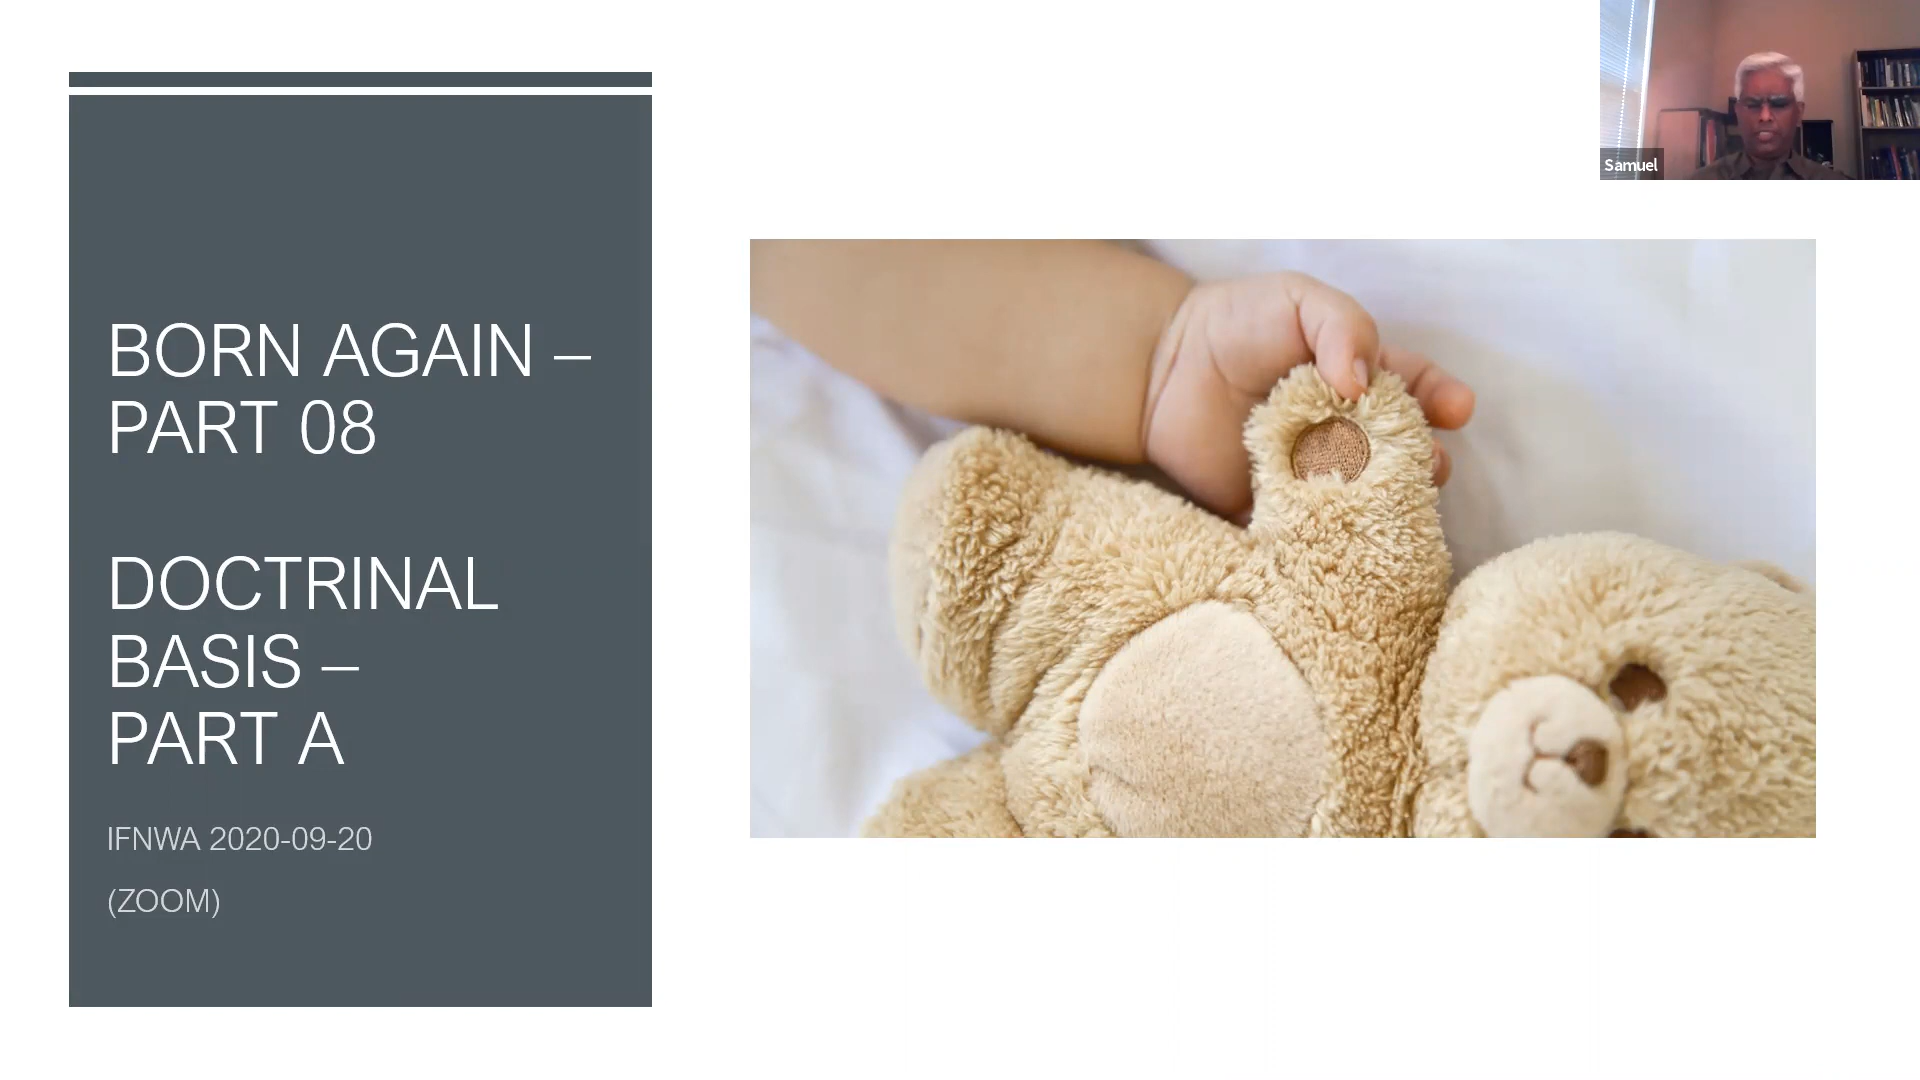 BORN AGAIN –
PART 08
DOCTRINAL
BASIS –
PART A
IFNWA 2020-09-20
(ZOOM)
Samuel